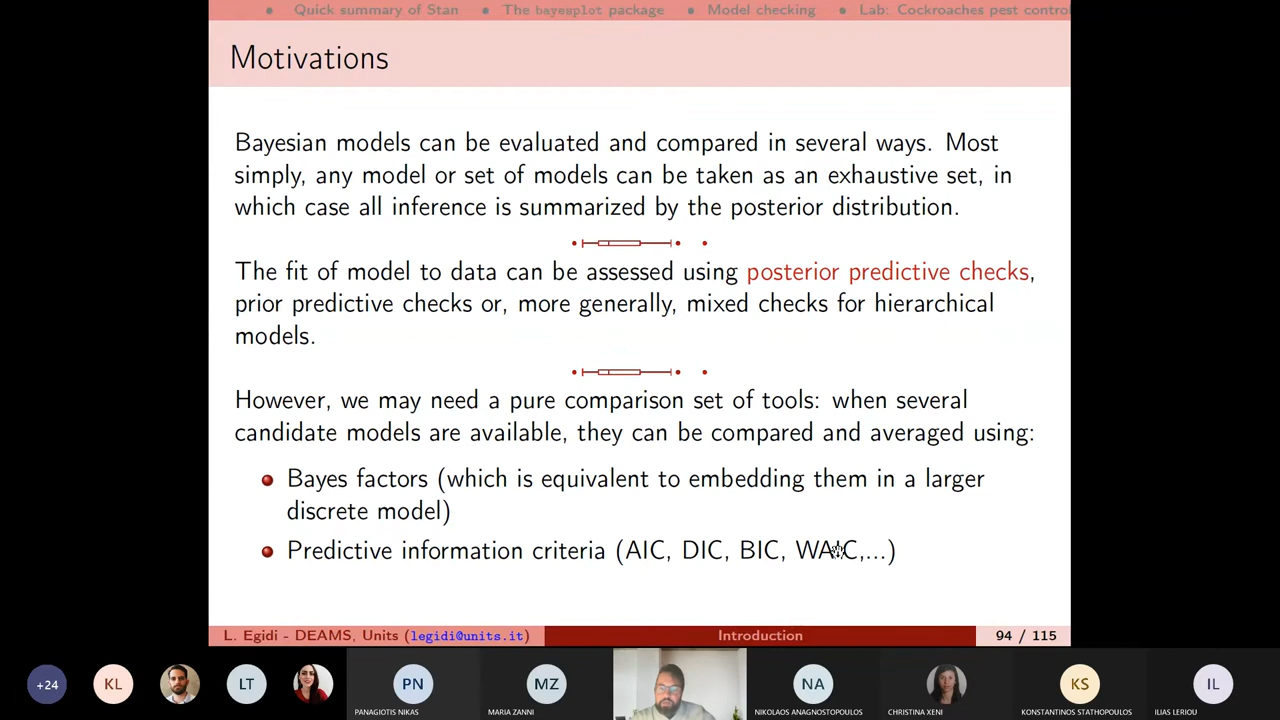 Quick summary of Stan • The bayesplot package • Model checking • Lab: Cockroaches pest contro
Motivations
Bayesian models can be evaluated and compared in several ways. Most
simply, any model or set of models can be taken as an exhaustive set, in
which case all inference is summarized by the posterior distribution.
The fit of model to data can be assessed using posterior predictive checks,
prior predictive checks or, more generally, mixed checks for hierarchical
models.
However, we may need a pure comparison set of tools: when several
candidate models are available, they can be compared and averaged using:
Bayes factors (which is equivalent to embedding them in a larger
discrete model)
Predictive information criteria (AIC, DIC, BIC, WAIC,...)
L. Egidi - DEAMS, Units (legidi@units.it) Introduction 94 / 115
+24 KL LT PN MZ NA KS IL
PANAGIOTIS NIKAS MARIA ZANNI NIKOLAOS ANAGNOSTOPOULOS CHRISTINA XENI KONSTANTINOS STATHOPOULOS ILIAS LERIOU